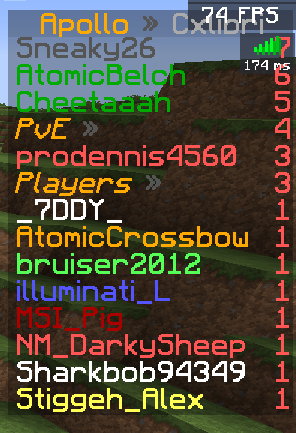 Apollo » Cxlibri
74 FPS
Sneaky26 7
174 ms
AtomicBelch 6
Cheetaaah 5
PvE » 4
prodennis4560 3
Players » 3
_7DDY_ 1
AtomicCrossbow 1
bruiser2012 1
illuminati_L 1
MSI_Pig 1
NM_DarkySheep 1
Sharkbob94349 1
Stiggeh_Alex 1